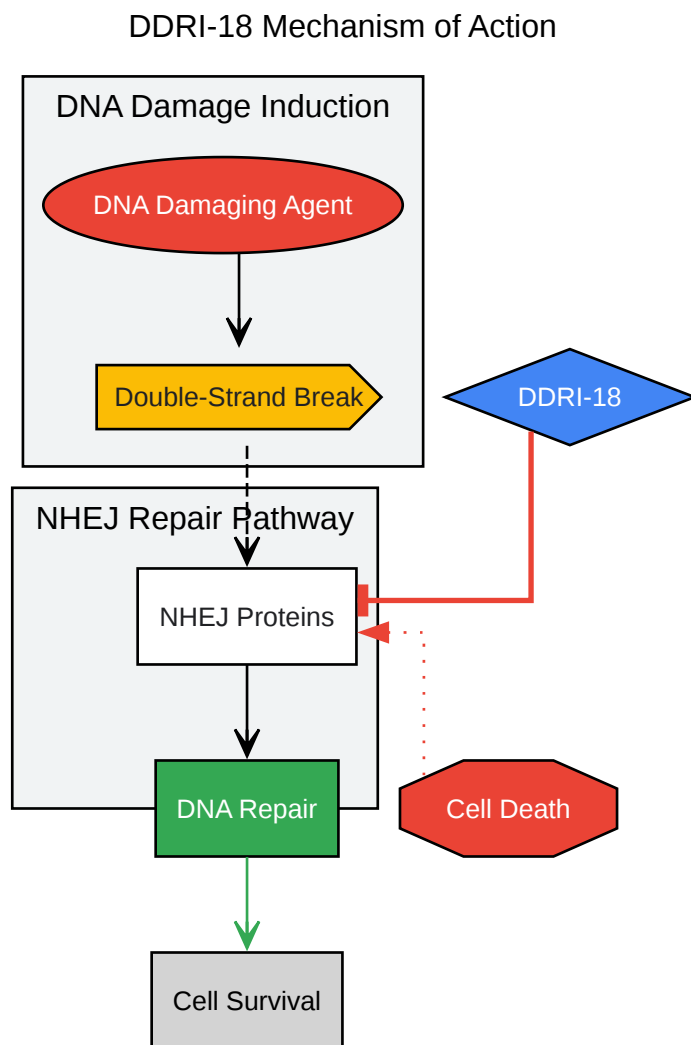 DDRI-18 Mechanism of Action
DNA Damage Induction
DNA Damaging Agent
Double-Strand Break
DDRI-18
NHEJ Repair Pathway
NHEJ Proteins
DNA Repair
Cell Death
Cell Survival